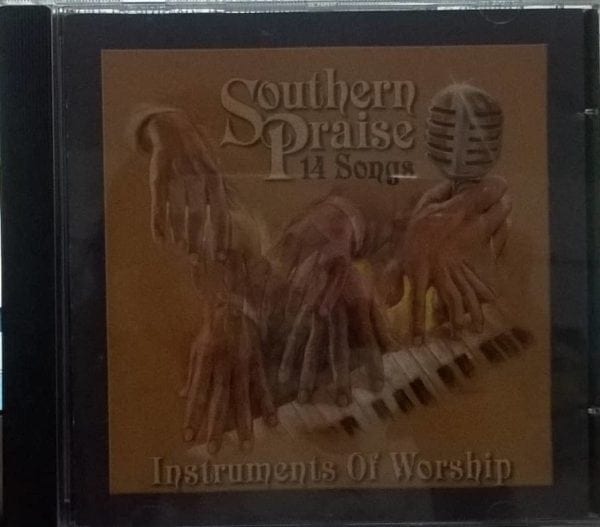 Southern
Praise
14 Songs
Instruments Of Worship